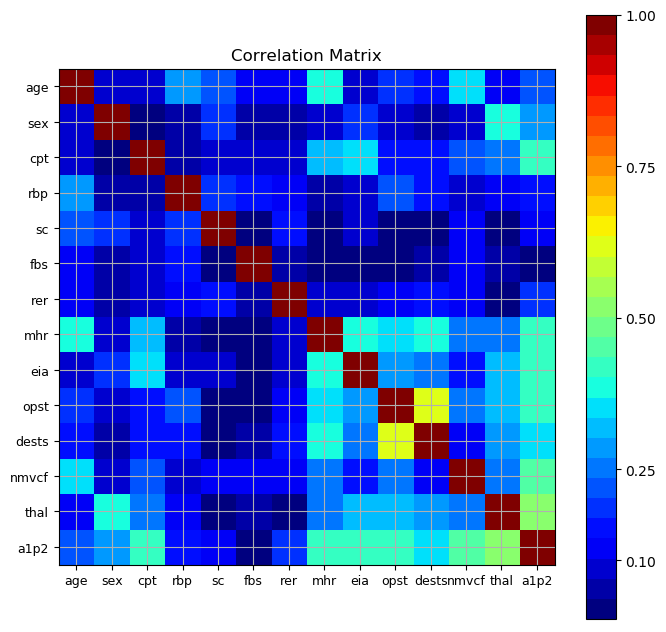 Correlation Matrix
age
sex
cpt
rbp
sc
fbs
rer
mhr
eia
opst
dests
nmvcf
thal
a1p2
age sex cpt rbp sc fbs rer mhr eia opst dests nmvcf thal a1p2
1.00
0.75
0.50
0.25
0.10